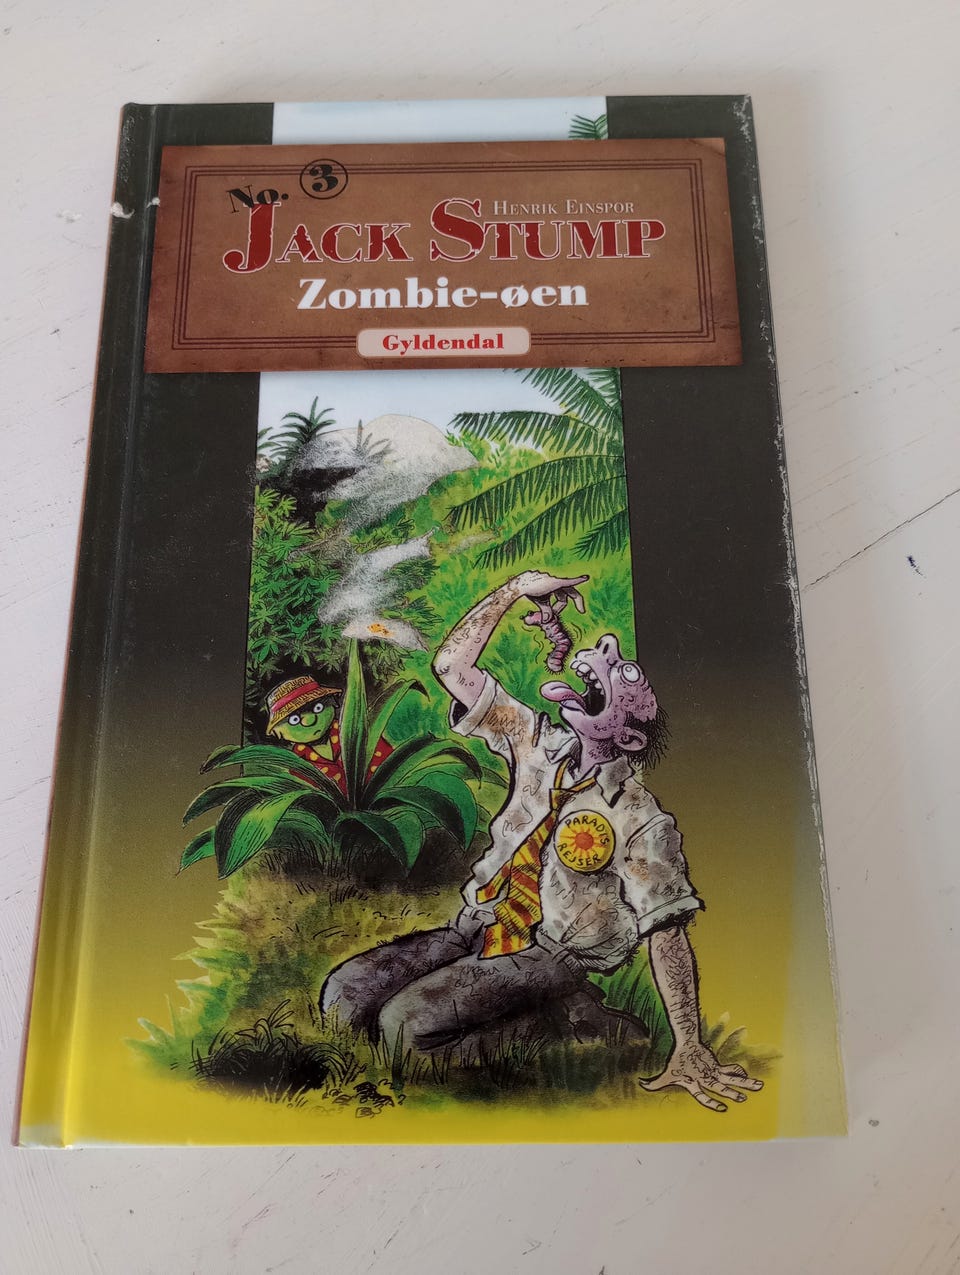 No. 3
HENRIK EINSPOR
JACK STUMP
Zombie-øen
Gyldendal
PARADIS
REJSER